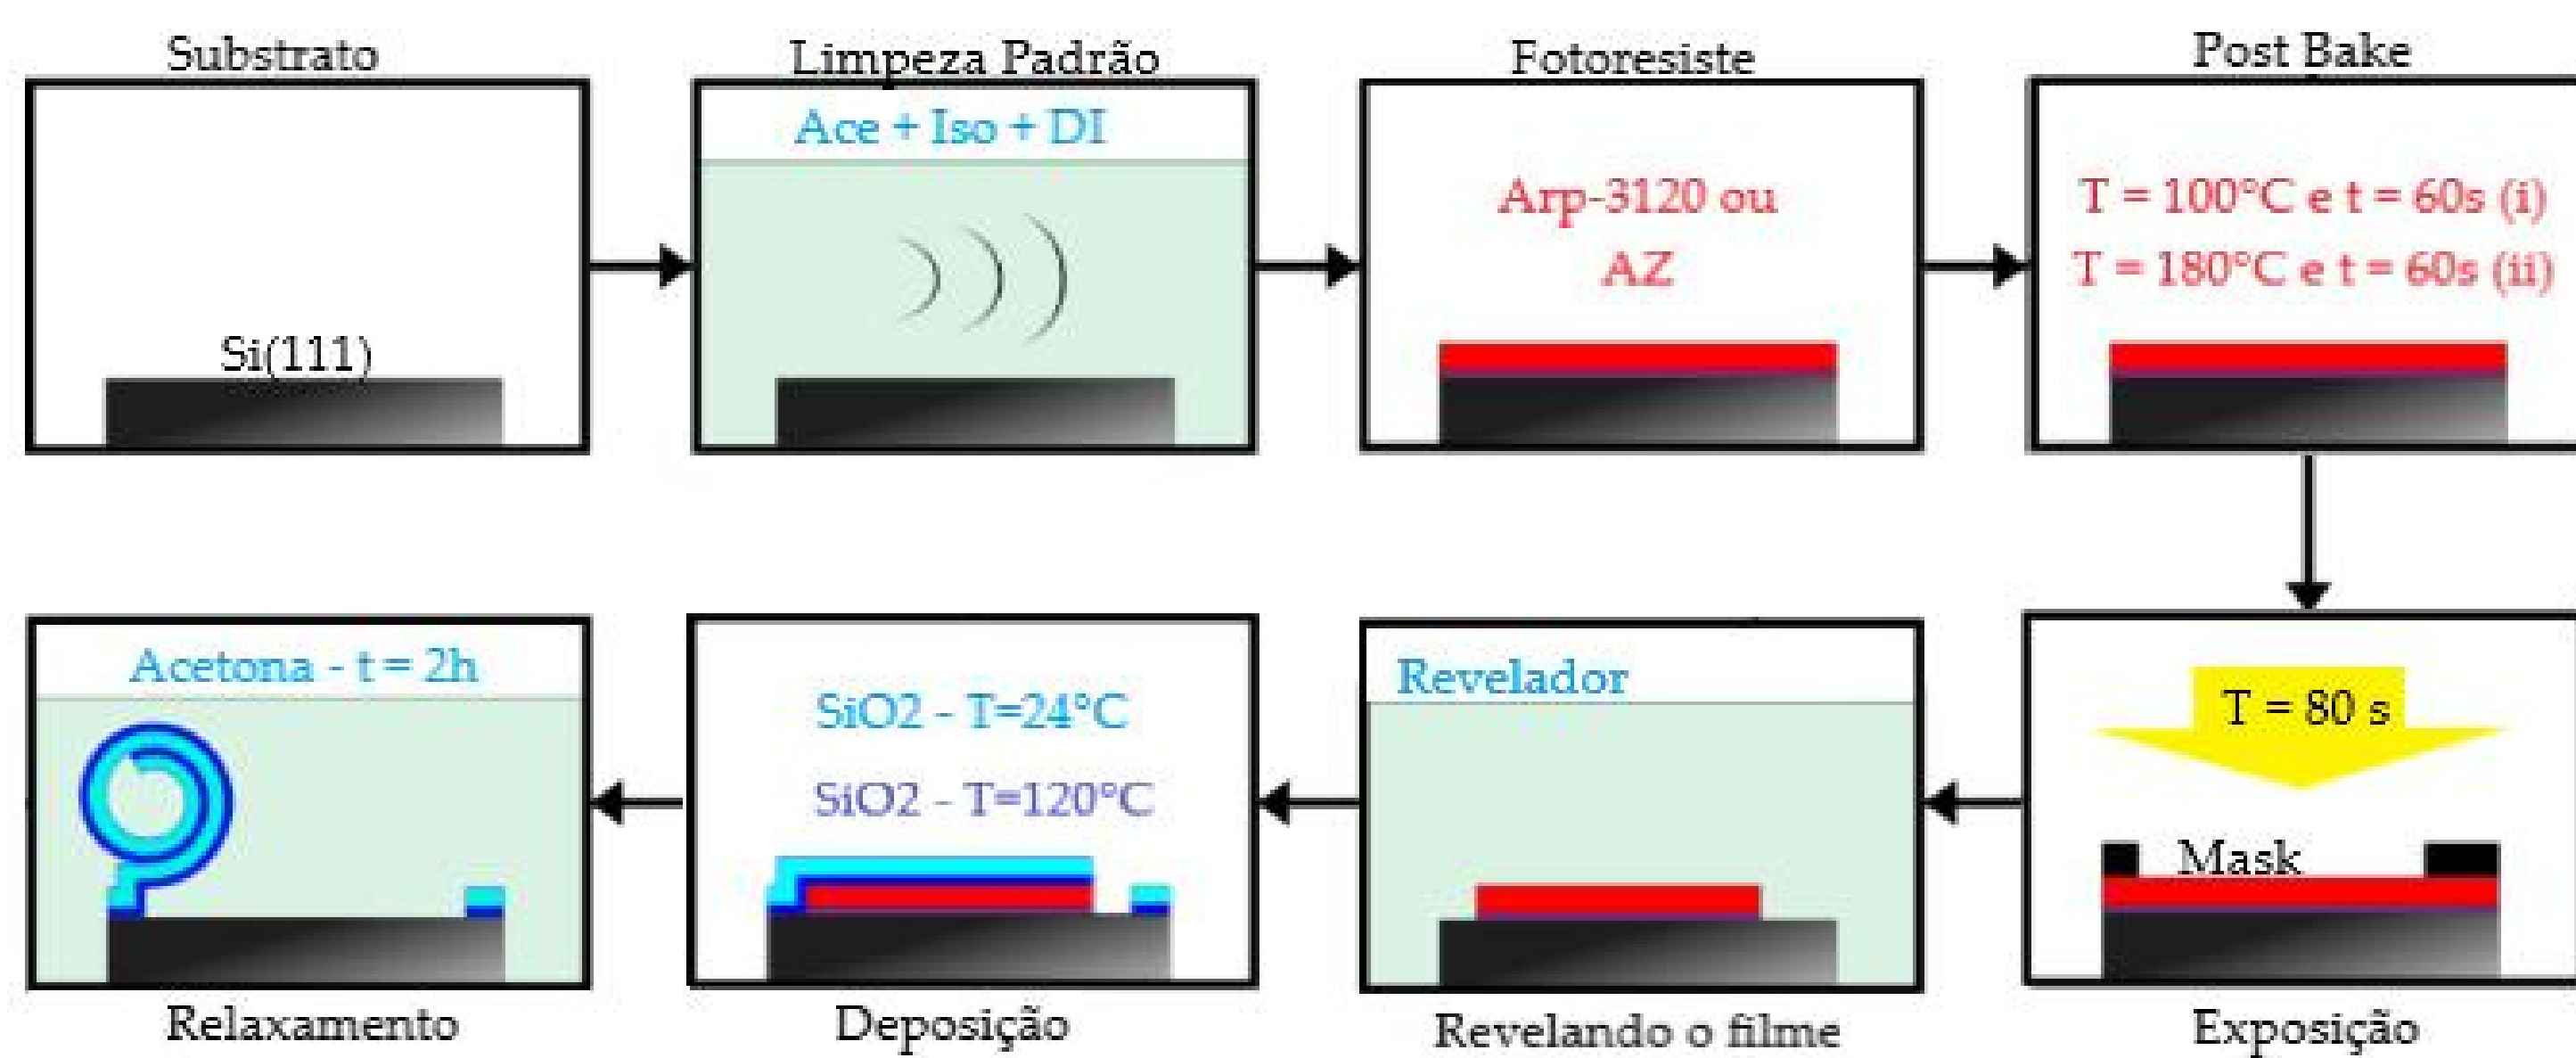 Substrato
Si(111)
Limpeza Padrão
Ace + Iso + DI
Fotoresiste
Arp-3120 ou
AZ
Post Bake
T = 100°C e t = 60s (i)
T = 180°C e t = 60s (ii)
T = 80 s
Mask
Exposição
Revelador
Revelando o filme
SiO2 - T=24°C
SiO2 - T=120°C
Deposição
Acetona - t = 2h
Relaxamento